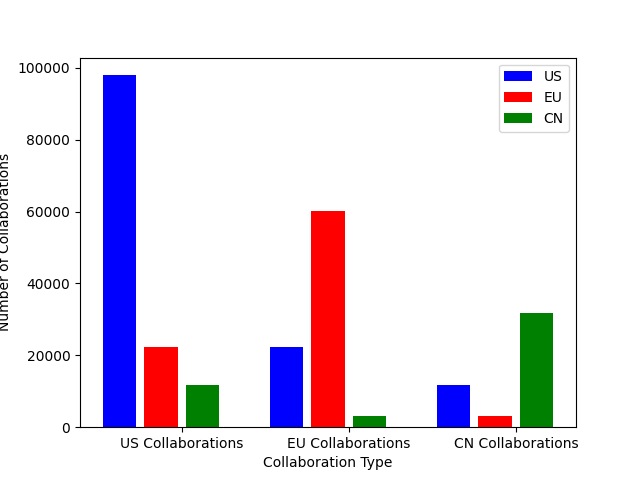 Number of Collaborations
100000
80000
60000
40000
20000
0
US
EU
CN
US Collaborations
EU Collaborations
CN Collaborations
Collaboration Type